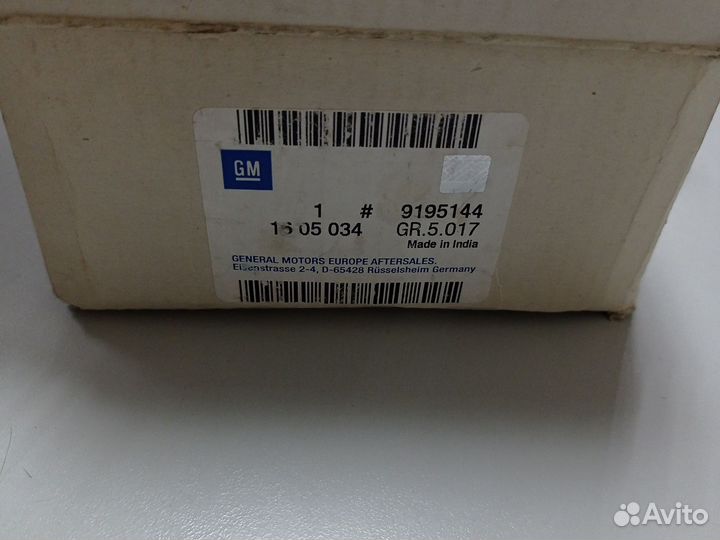 GM
1 # 9195144
16 05 034 GR.5.017
Made in India
GENERAL MOTORS EUROPE AFTERSALES.
Eisenstrasse 2-4, D-65428 Rüsselsheim Germany
Avito